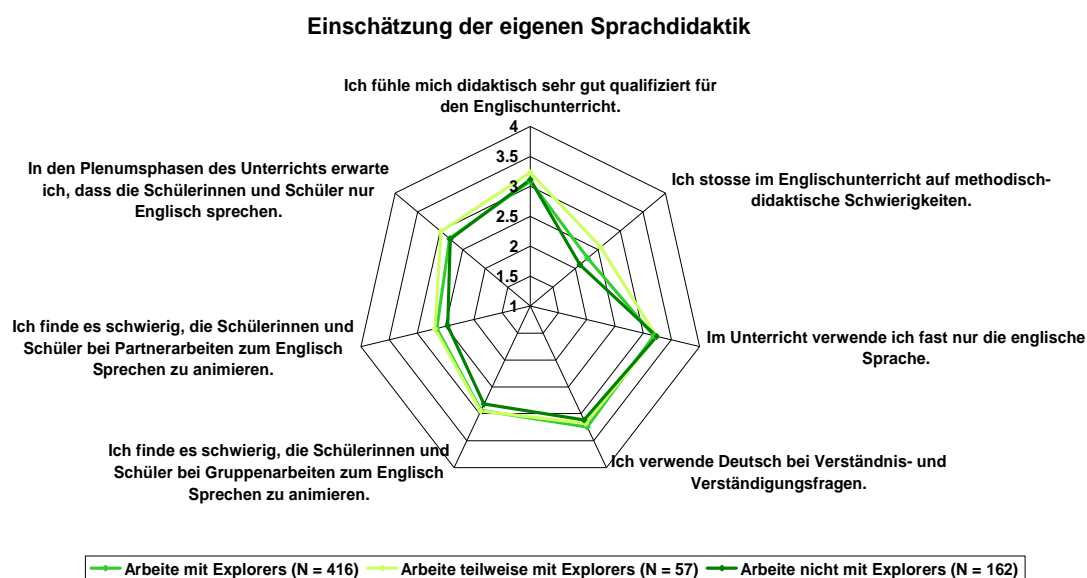 Einschätzung der eigenen Sprachdidaktik
Ich fühle mich didaktisch sehr gut qualifiziert für
den Englischunterricht.
4
3.5
3
2.5
2
1.5
1
Ich stosse im Englischunterricht auf methodisch-
didaktische Schwierigkeiten.
Im Unterricht verwende ich fast nur die englische
Sprache.
Ich verwende Deutsch bei Verständnis- und
Verständigungsfragen.
Ich finde es schwierig, die Schülerinnen und
Schüler bei Gruppenarbeiten zum Englisch
Sprechen zu animieren.
Ich finde es schwierig, die Schülerinnen und
Schüler bei Partnerarbeiten zum Englisch
Sprechen zu animieren.
In den Plenumsphasen des Unterrichts erwarte
ich, dass die Schülerinnen und Schüler nur
Englisch sprechen.
Arbeite mit Explorers (N = 416)
Arbeite teilweise mit Explorers (N = 57)
Arbeite nicht mit Explorers (N = 162)